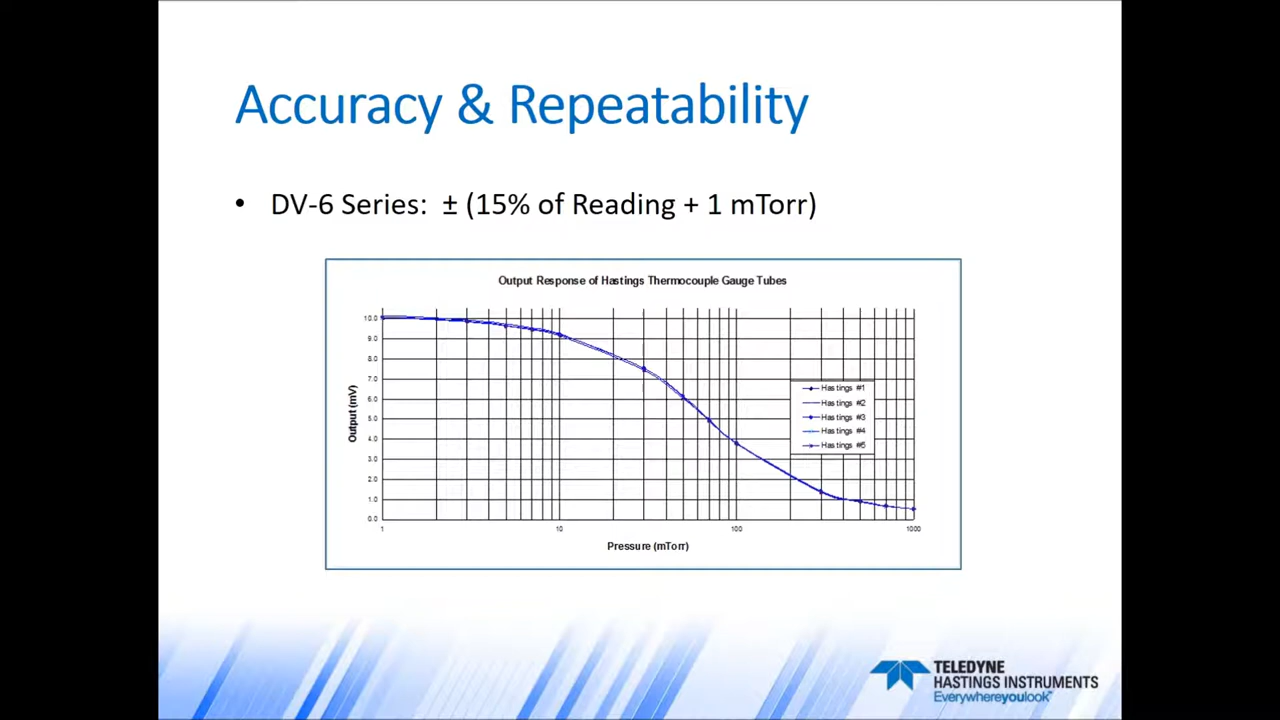 Accuracy & Repeatability
• DV-6 Series: ± (15% of Reading + 1 mTorr)
Output Response of Hastings Thermocouple Gauge Tubes
Output (mV)
10.0
9.0
8.0
7.0
6.0
5.0
4.0
3.0
2.0
1.0
0.0
1
10
100
1000
Pressure (mTorr)
Hastings #1
Hastings #2
Hastings #3
Hastings #4
Hastings #5
TELEDYNE
HASTINGS INSTRUMENTS
Everywhereyoulook™